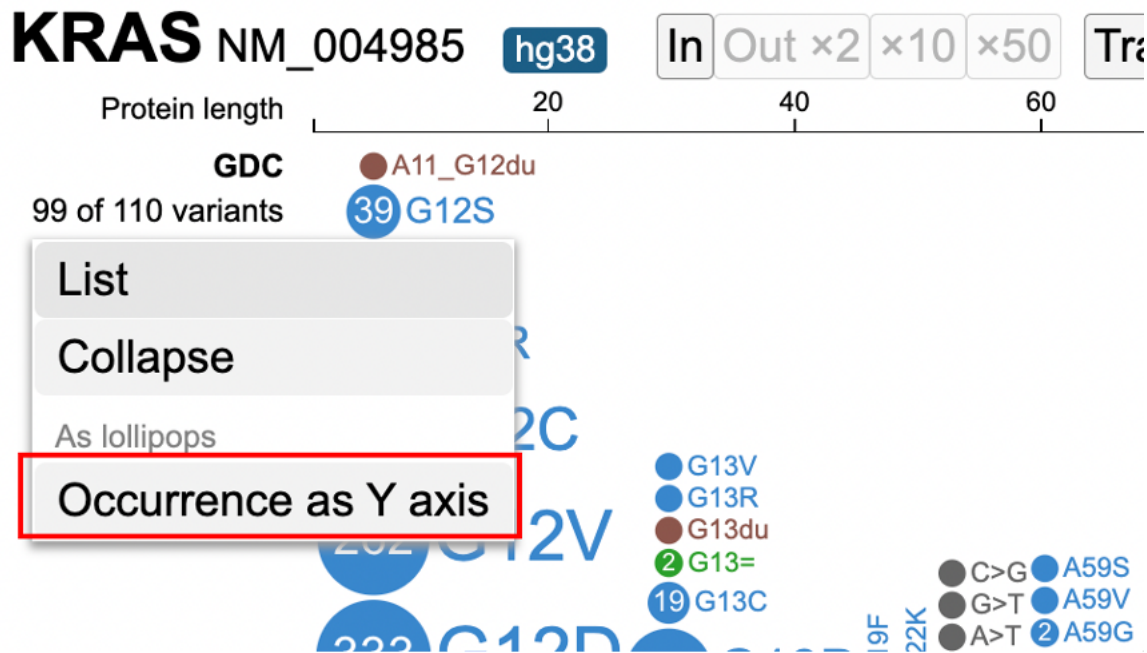 KRAS NM_004985 hg38 In Out ×2 ×10 ×50
Protein length 20 40 60
GDC
A11_G12du
99 of 110 variants
39 G12S
List
Collapse
As lollipops
Occurrence as Y axis
G12V
G13V
G13R
G13du
2 G13=
19 G13C
C>G A59S
G>T A59V
A>T 2 A59G
G12D